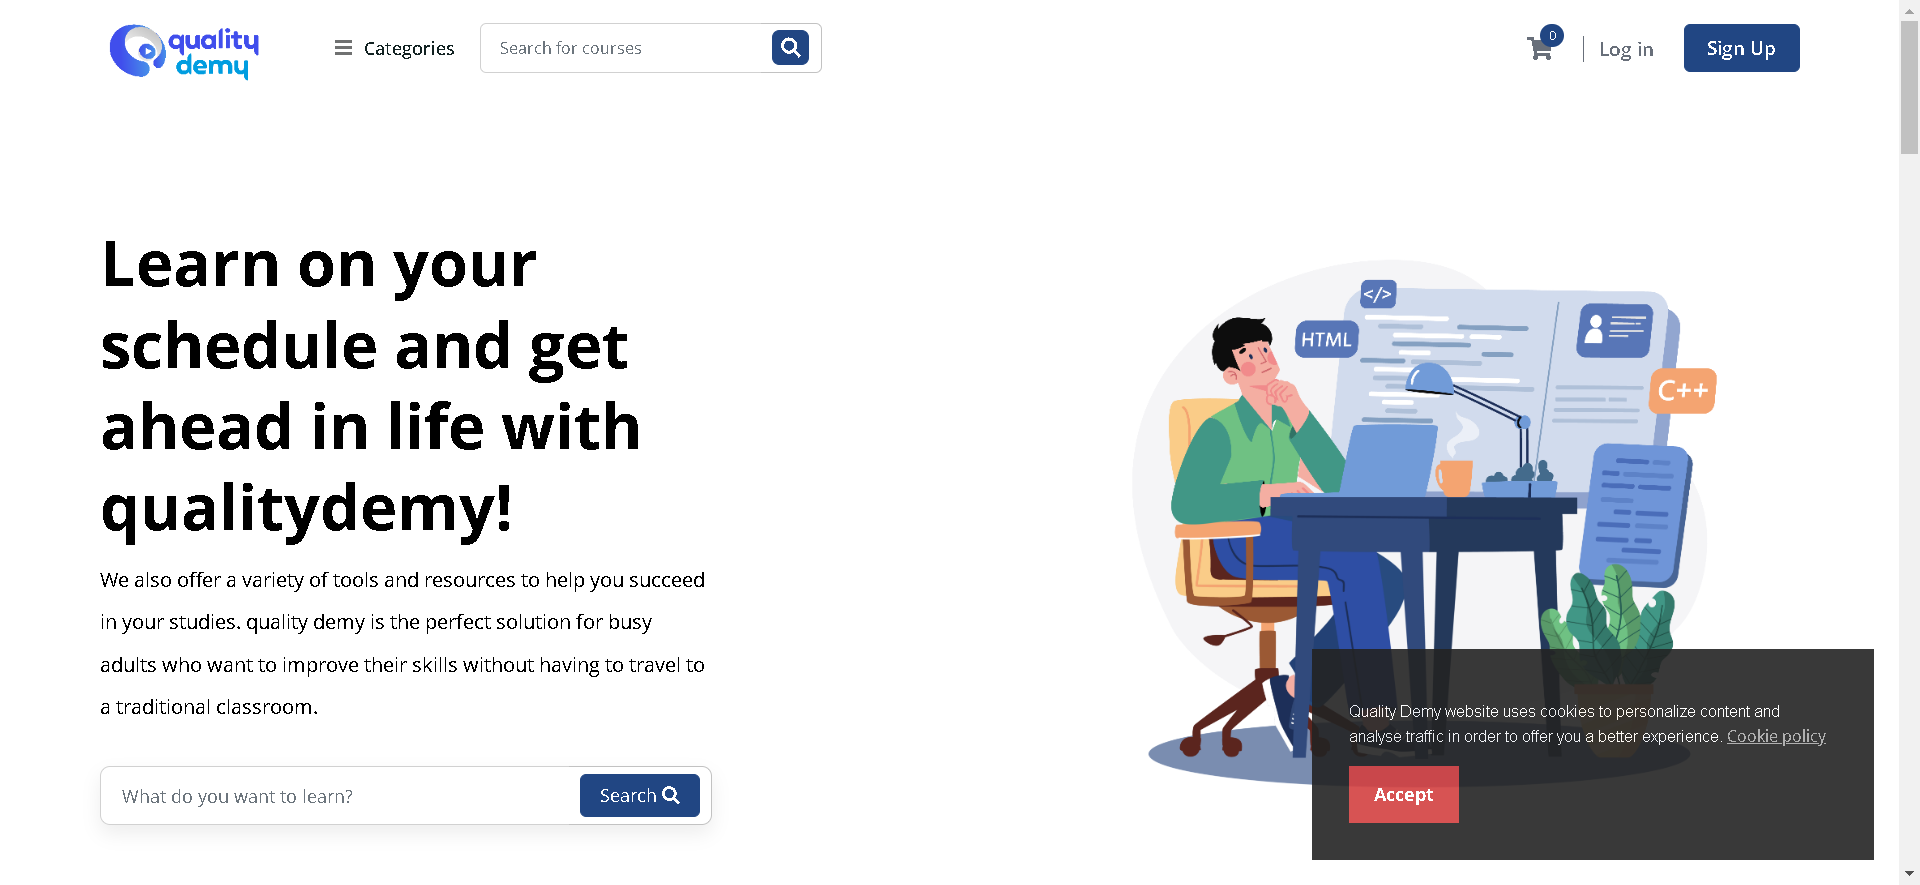 quality
demy
Categories
Search for courses
0
Log in
Sign Up
Learn on your
schedule and get
ahead in life with
qualitydemy!
We also offer a variety of tools and resources to help you succeed
in your studies. quality demy is the perfect solution for busy
adults who want to improve their skills without having to travel to
a traditional classroom.
What do you want to learn?
Search
</>
HTML
C++
Quality Demy website uses cookies to personalize content and
analyse traffic in order to offer you a better experience. Cookie policy
Accept